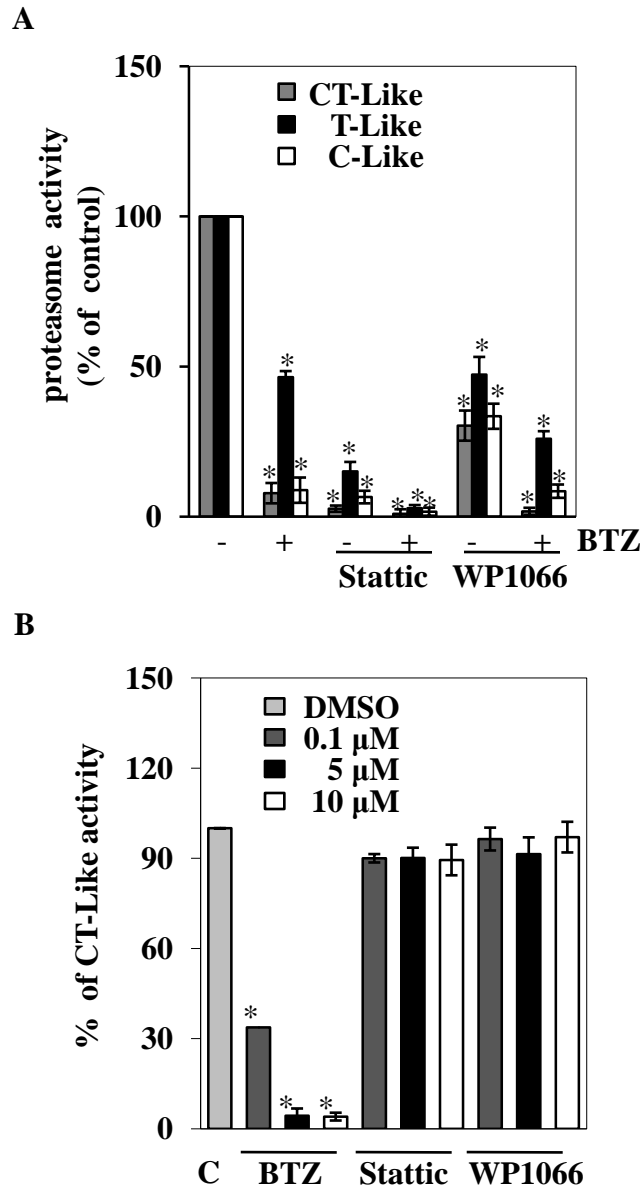 A
proteasome activity
(% of control)
150
100
50
0
CT-Like
T-Like
C-Like
* * * * * * * * * * * * * * *
- + - + - + BTZ
Stattic WP1066
B
% of CT-Like activity
150
120
90
60
30
0
DMSO
0.1 µM
5 µM
10 µM
* * *
C BTZ Stattic WP1066